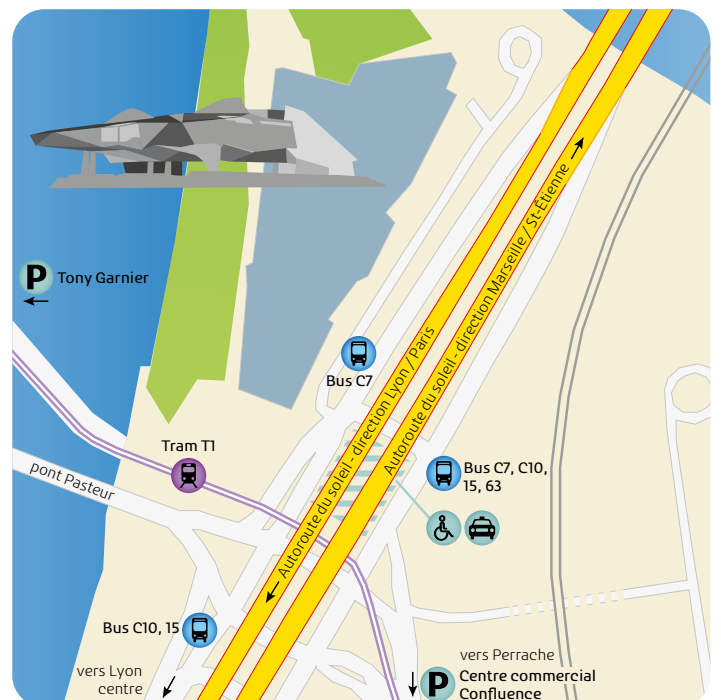 P Tony Garnier
Autoroute du soleil - direction Lyon / Paris
Autoroute du soleil - direction Marseille / St-Étienne
Bus C7
Tram T1
pont Pasteur
Bus C7, C10,
15, 63
Bus C10, 15
vers Lyon
centre
vers Perrache
P Centre commercial
Confluence